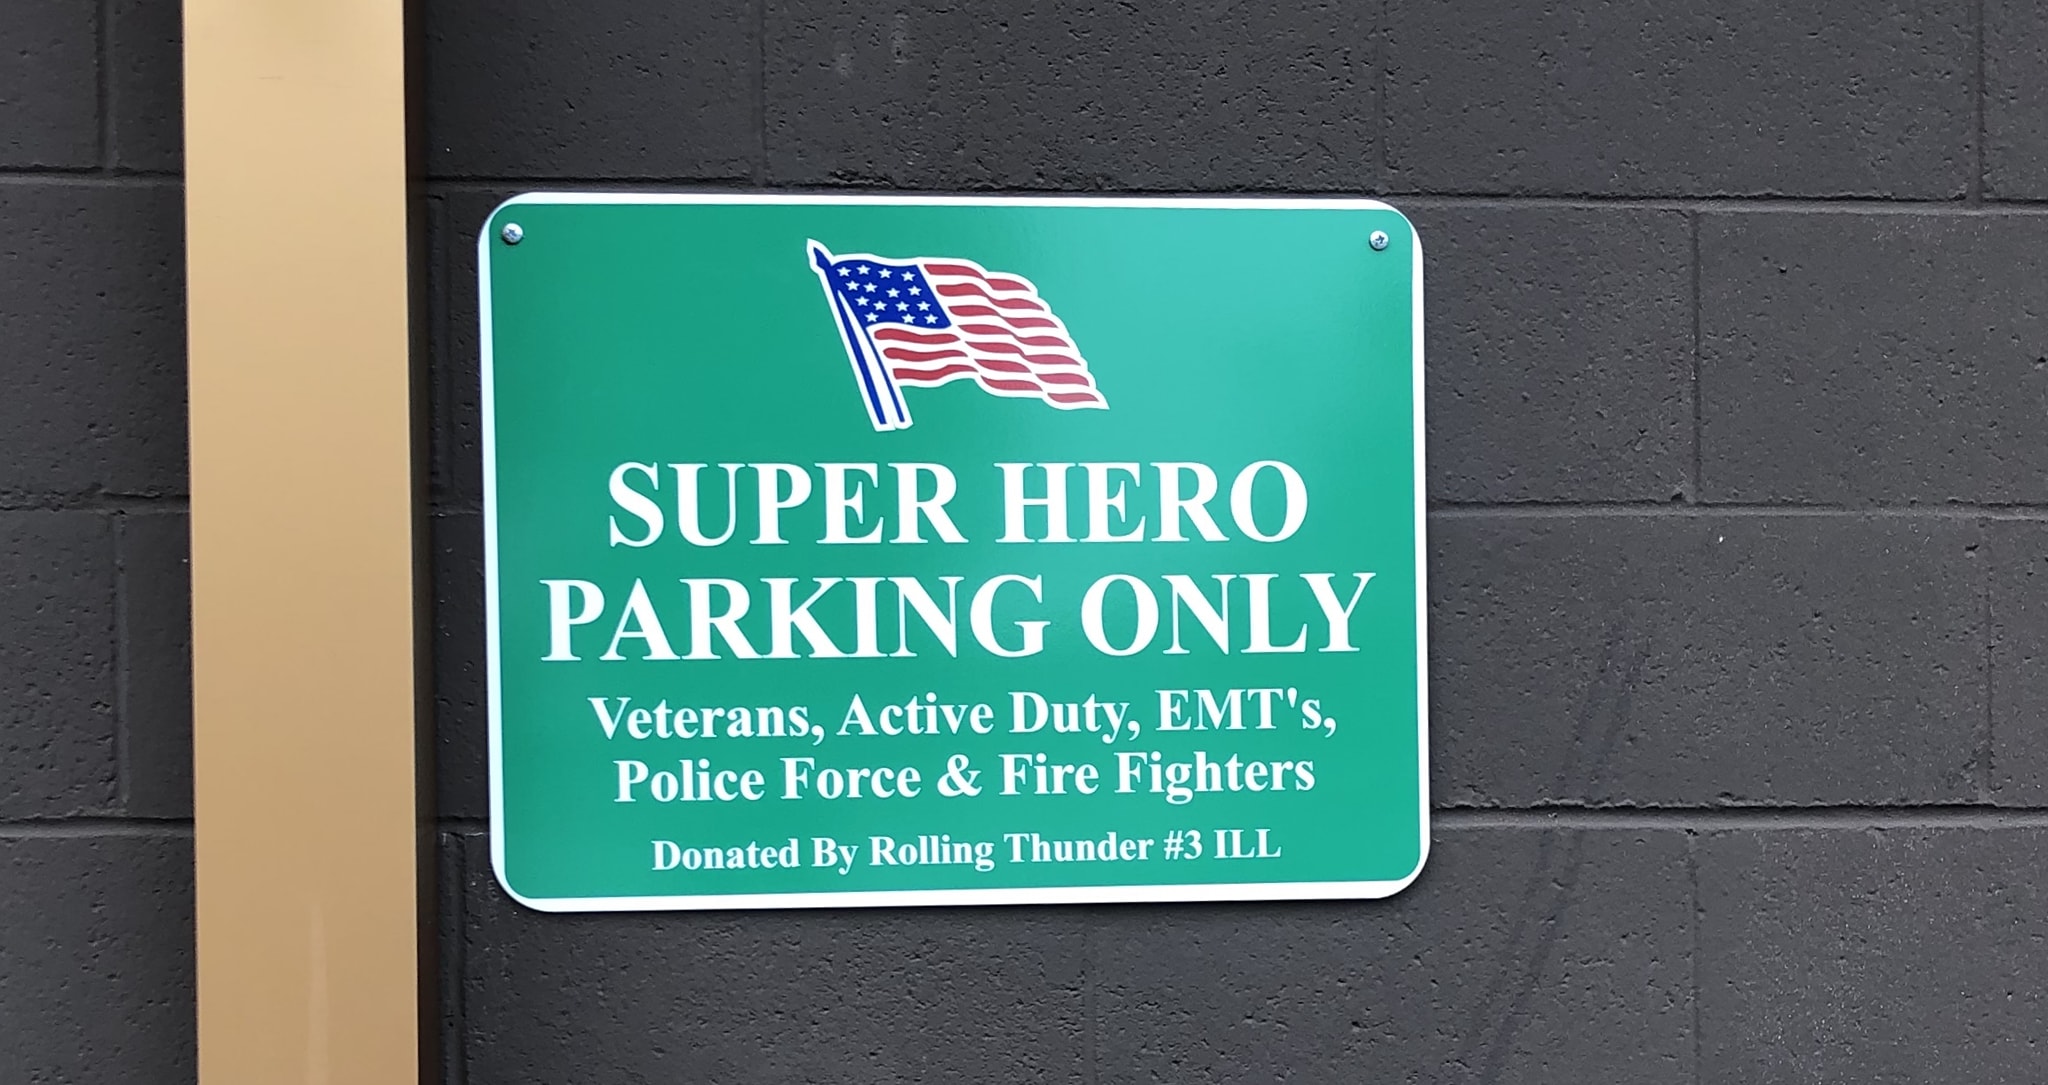 SUPER HERO
PARKING ONLY
Veterans, Active Duty, EMT's,
Police Force & Fire Fighters
Donated By Rolling Thunder #3 ILL